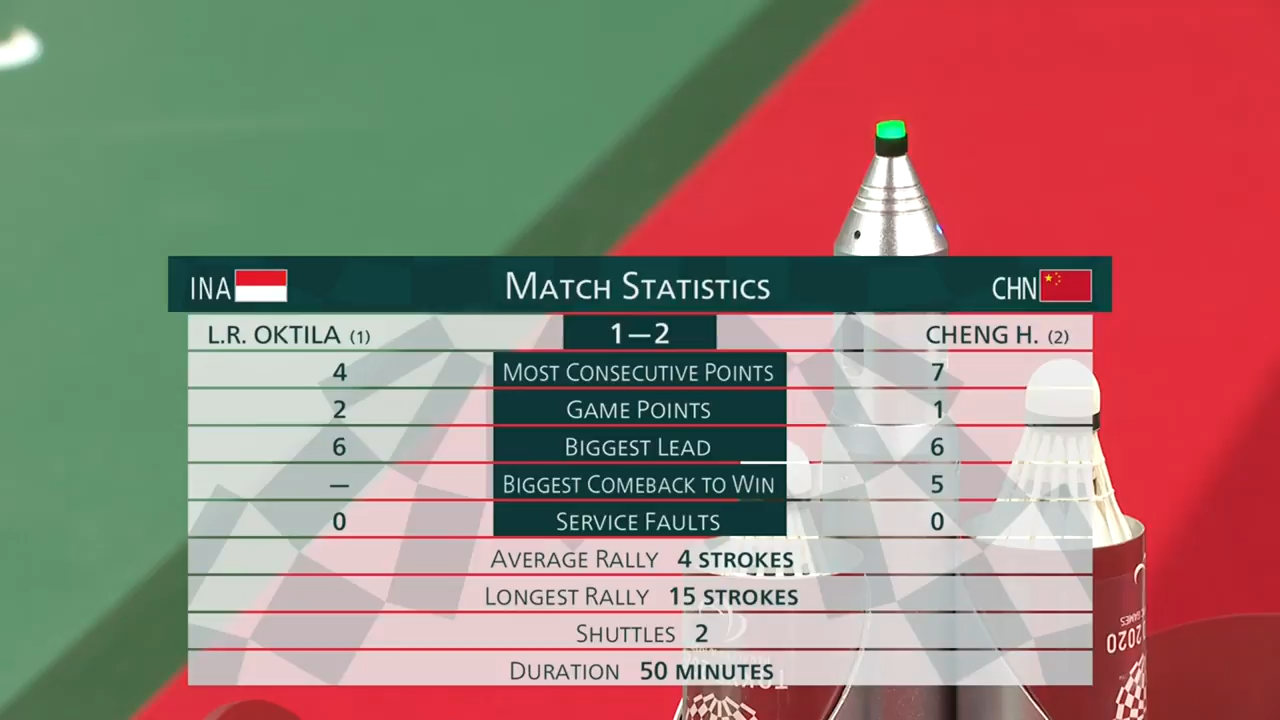 INA MATCH STATISTICS CHN
L.R. OKTILA (1) 1—2 CHENG H. (2)
4 MOST CONSECUTIVE POINTS 7
2 GAME POINTS 1
6 BIGGEST LEAD 6
— BIGGEST COMEBACK TO WIN 5
0 SERVICE FAULTS 0
AVERAGE RALLY 4 STROKES
LONGEST RALLY 15 STROKES
SHUTTLES 2
DURATION 50 MINUTES
2020